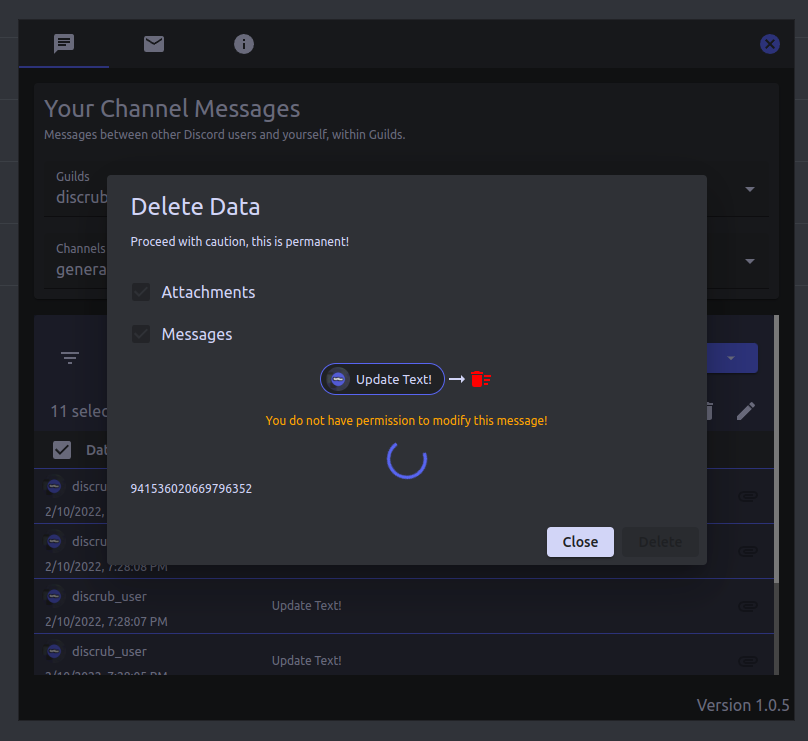 Your Channel Messages
Messages between other Discord users and yourself, within Guilds.
Guilds
discrub
Channels
genera
Delete Data
Proceed with caution, this is permanent!
Attachments
Messages
Update Text!
You do not have permission to modify this message!
941536020669796352
Close
Delete
11 selec
Dat
discru
2/10/2022,
discru
2/10/2022, 7:28:08 PM
discrub_user
2/10/2022, 7:28:07 PM
Update Text!
discrub_user
Update Text!
Version 1.0.5